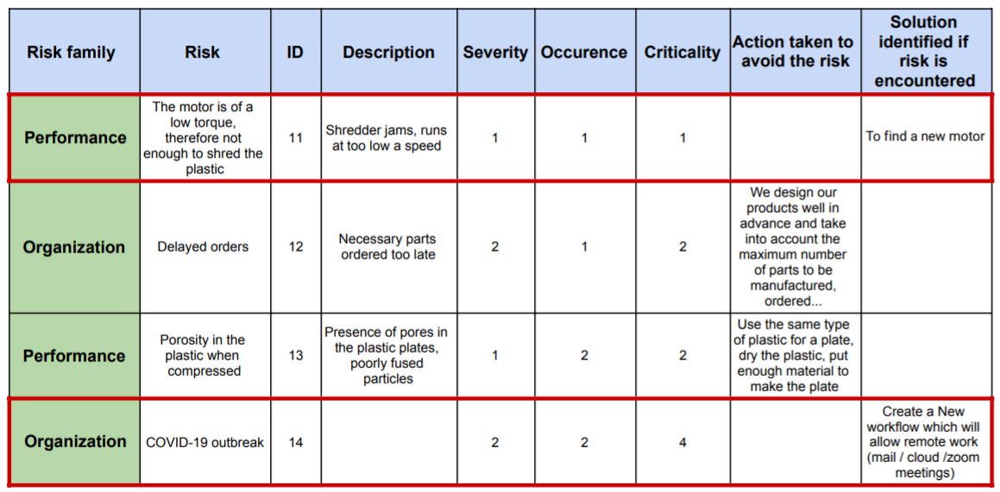 Risk family
Risk
ID
Description
Severity
Occurence
Criticality
Action taken to
avoid the risk
Solution
identified if
risk is
encountered
Performance
The motor is of a
low torque,
therefore not
enough to shred the
plastic
11
Shredder jams, runs
at too low a speed
1
1
1
To find a new motor
Organization
Delayed orders
12
Necessary parts
ordered too late
2
1
2
We design our
products well in
advance and take
into account the
maximum number
of parts to be
manufactured,
ordered...
Performance
Porosity in the
plastic when
compressed
13
Presence of pores in
the plastic plates,
poorly fused
particles
1
2
2
Use the same type
of plastic for a plate,
dry the plastic, put
enough material to
make the plate
Organization
COVID-19 outbreak
14
2
2
4
Create a New
workflow which will
allow remote work
(mail / cloud /zoom
meetings)